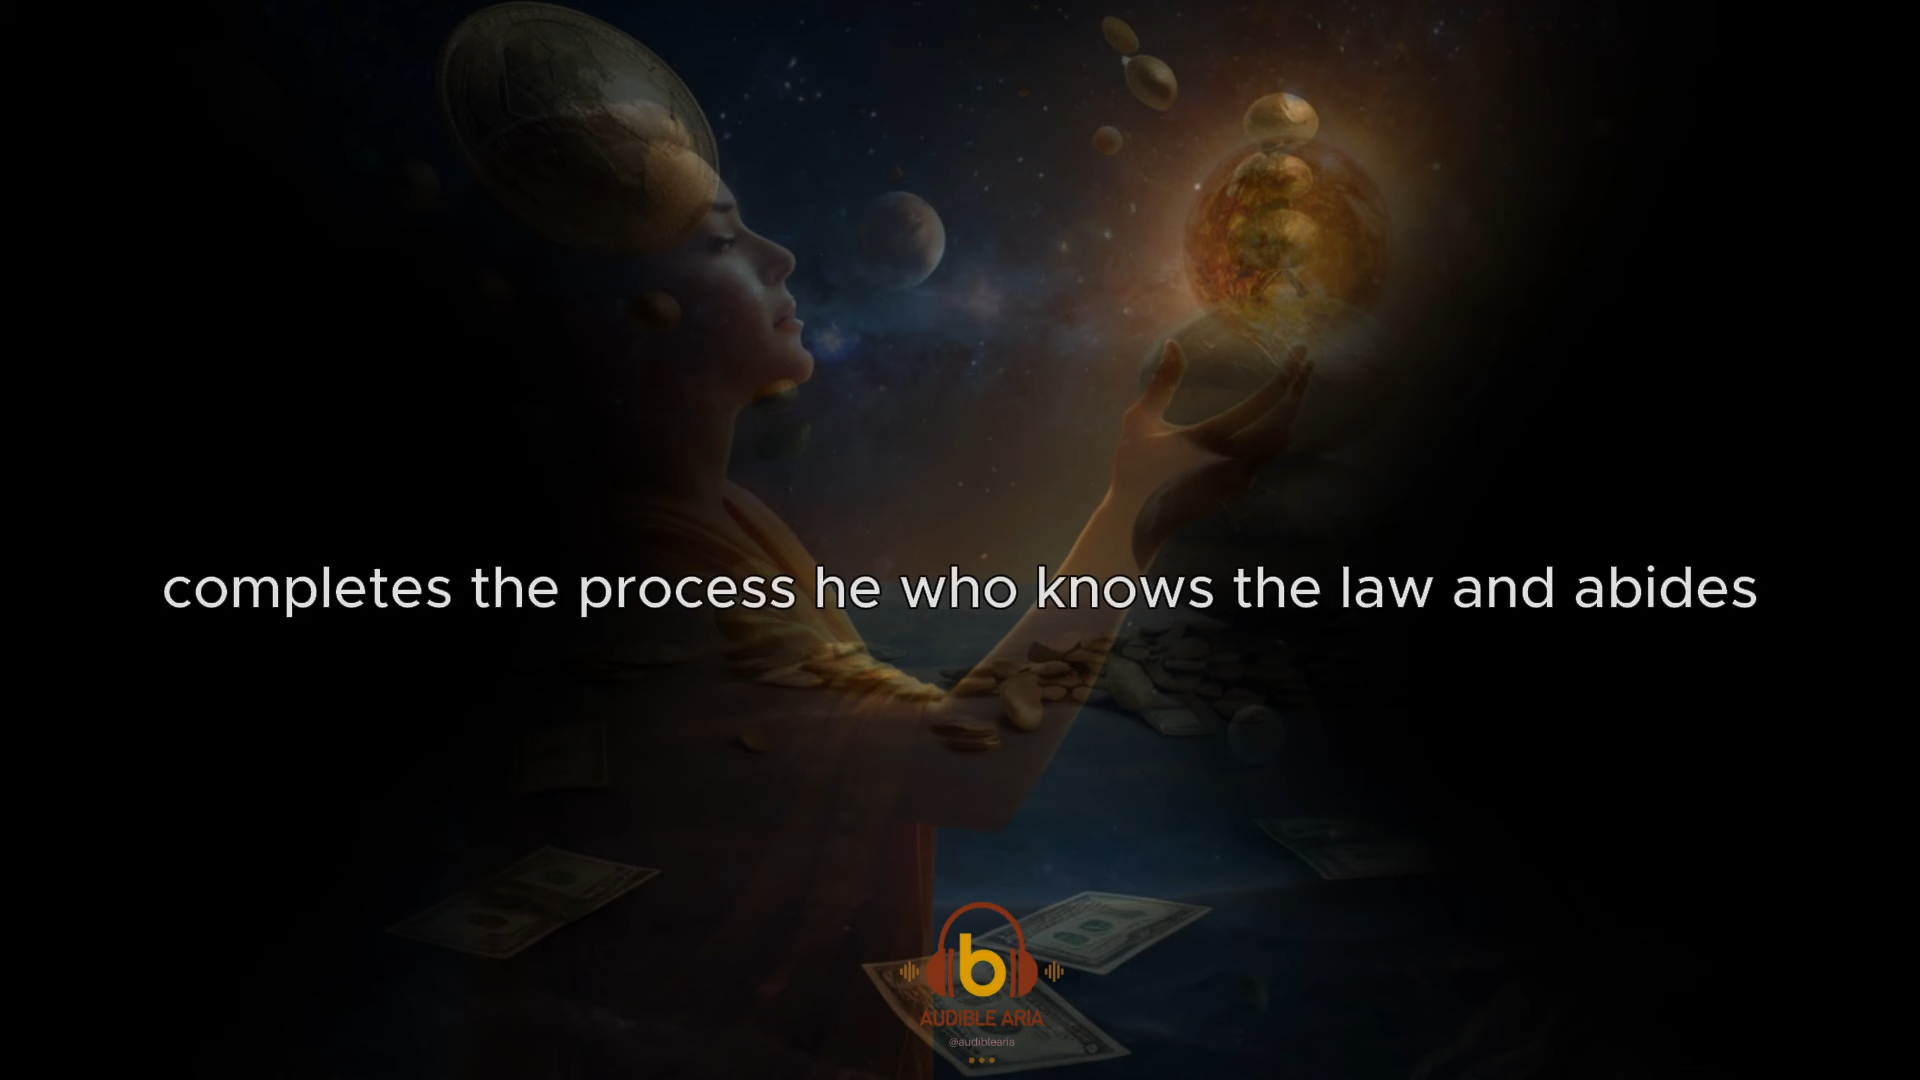 completes the process he who knows the law and abides
b
AUDIBLE ARIA
@audiblearia